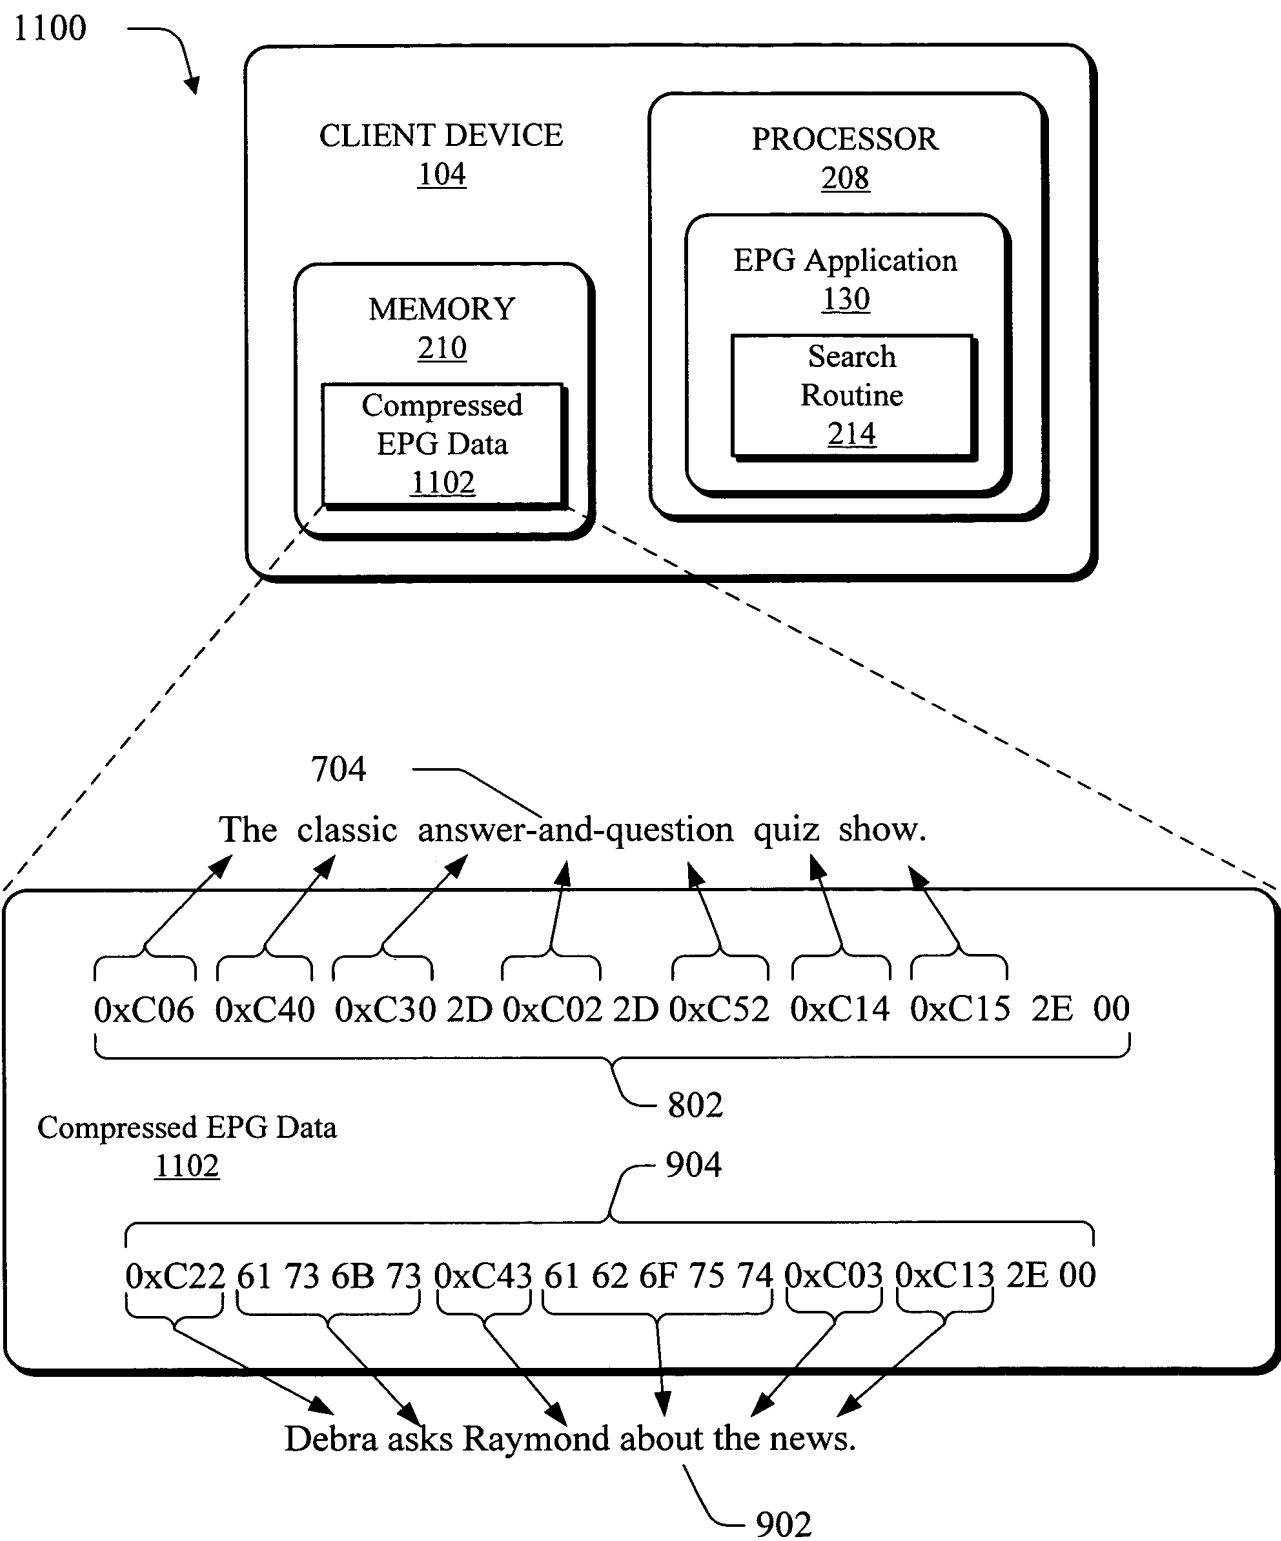 1100
CLIENT DEVICE
104
PROCESSOR
208
EPG Application
130
Search
Routine
214
MEMORY
210
Compressed
EPG Data
1102
704
The classic answer-and-question quiz show.
0xC06 0xC40 0xC30 2D 0xC02 2D 0xC52 0xC14 0xC15 2E 00
802
Compressed EPG Data
1102
904
0xC22 61 73 6B 73 0xC43 61 62 6F 75 74 0xC03 0xC13 2E 00
Debra asks Raymond about the news.
902